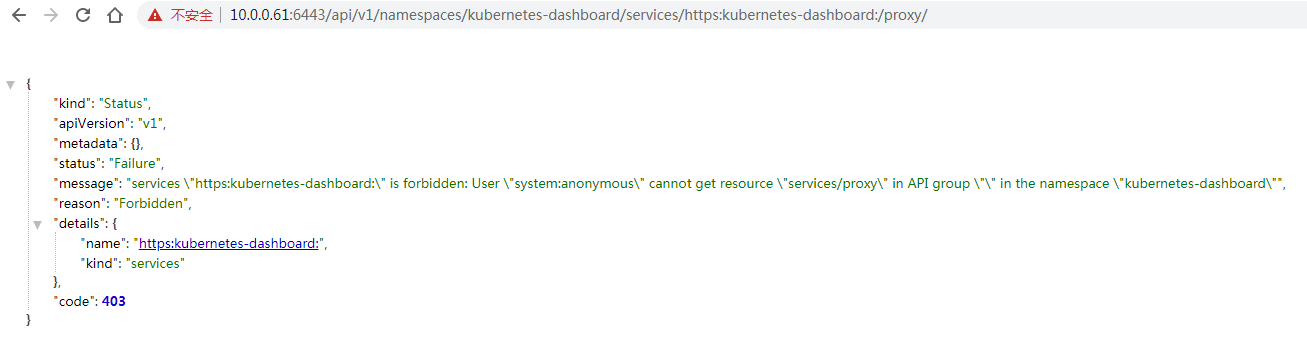 不安全 10.0.0.61:6443/api/v1/namespaces/kubernetes-dashboard/services/https:kubernetes-dashboard:/proxy/
{
"kind": "Status",
"apiVersion": "v1",
"metadata": {},
"status": "Failure",
"message": "services \"https:kubernetes-dashboard:\" is forbidden: User \"system:anonymous\" cannot get resource \"services/proxy\" in API group \"\" in the namespace \"kubernetes-dashboard\"",
"reason": "Forbidden",
"details": {
"name": "https:kubernetes-dashboard:",
"kind": "services"
},
"code": 403
}